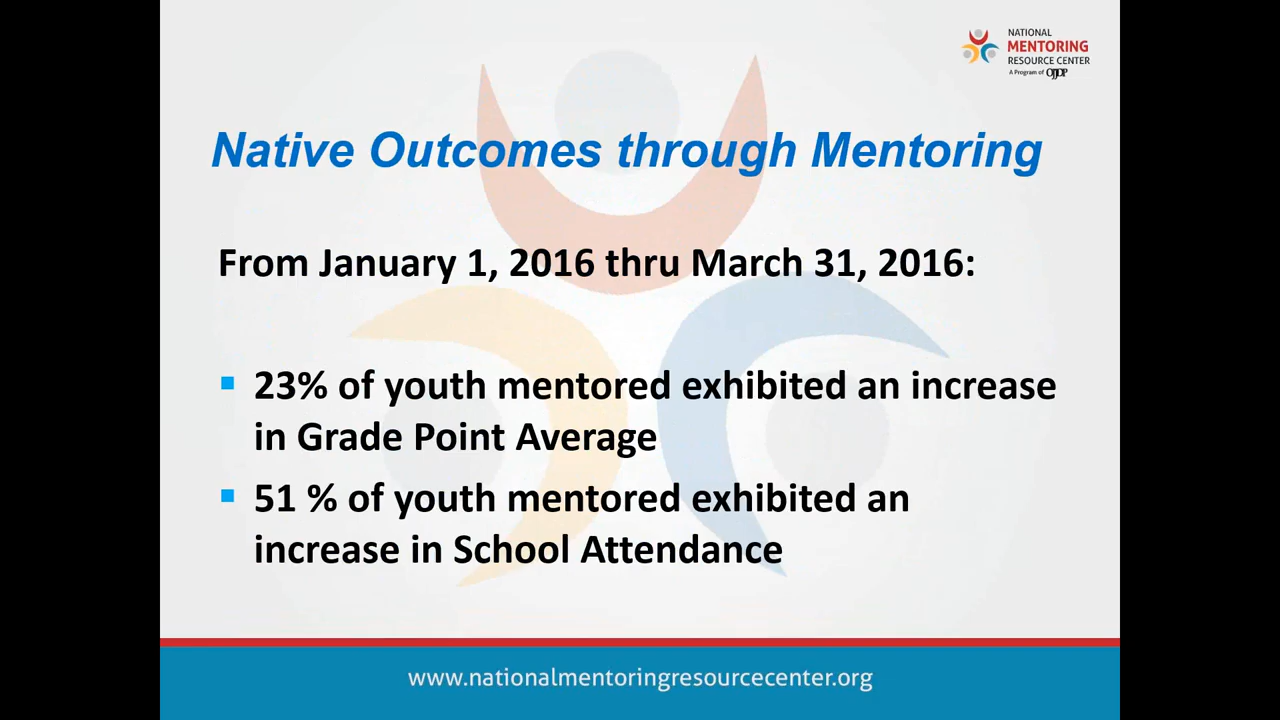 NATIONAL
MENTORING
RESOURCE CENTER
A Program of OJJDP
Native Outcomes through Mentoring
From January 1, 2016 thru March 31, 2016:
▪ 23% of youth mentored exhibited an increase
in Grade Point Average
▪ 51 % of youth mentored exhibited an
increase in School Attendance
www.nationalmentoringresourcecenter.org